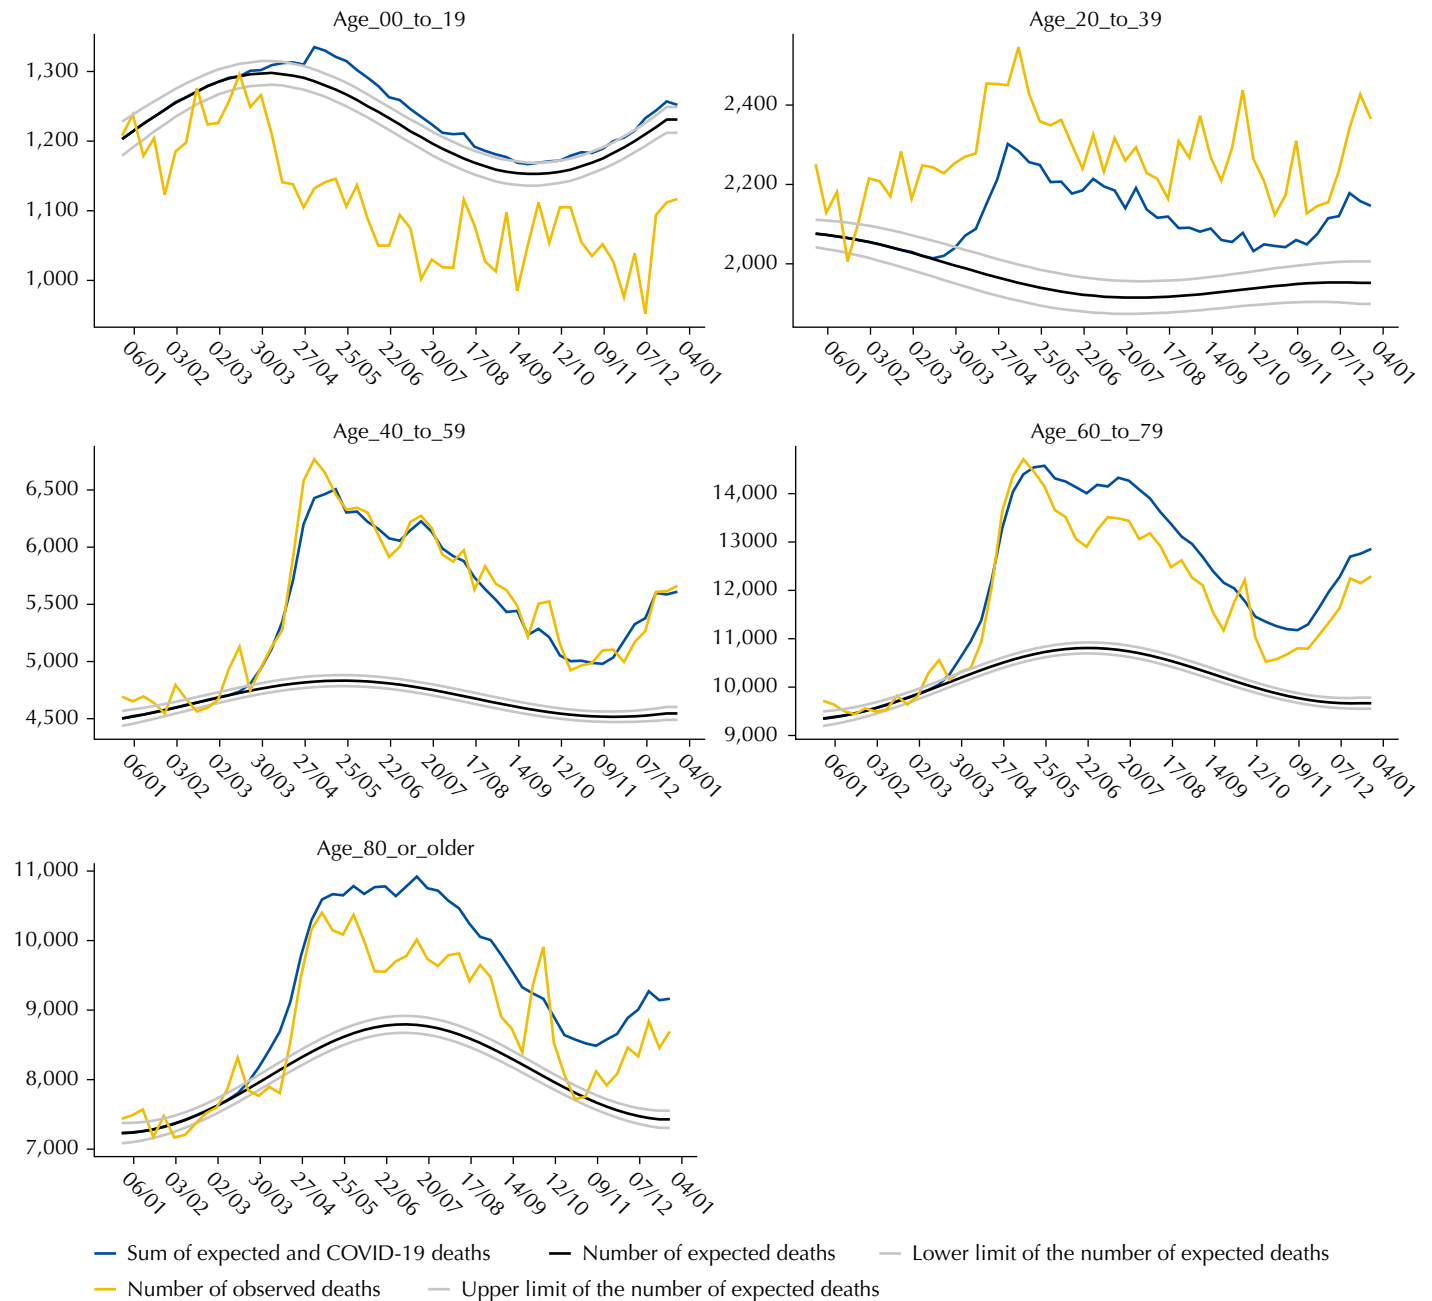 Age_00_to_19
1,300
1,200
1,100
1,000
06/01 03/02 02/03 30/03 27/04 25/05 22/06 20/07 17/08 14/09 12/10 09/11 07/12 04/01
Age_20_to_39
2,400
2,200
2,000
06/01 03/02 02/03 30/03 27/04 25/05 22/06 20/07 17/08 14/09 12/10 09/11 07/12 04/01
Age_40_to_59
6,500
6,000
5,500
5,000
4,500
06/01 03/02 02/03 30/03 27/04 25/05 22/06 20/07 17/08 14/09 12/10 09/11 07/12 04/01
Age_60_to_79
14,000
13000
12,000
11,000
10,000
9,000
06/01 03/02 02/03 30/03 27/04 25/05 22/06 20/07 17/08 14/09 12/10 09/11 07/12 04/01
Age_80_or_older
11,000
10,000
9,000
8,000
7,000
06/01 03/02 02/03 30/03 27/04 25/05 22/06 20/07 17/08 14/09 12/10 09/11 07/12 04/01
Sum of expected and COVID-19 deaths Number of expected deaths Lower limit of the number of expected deaths
Number of observed deaths Upper limit of the number of expected deaths